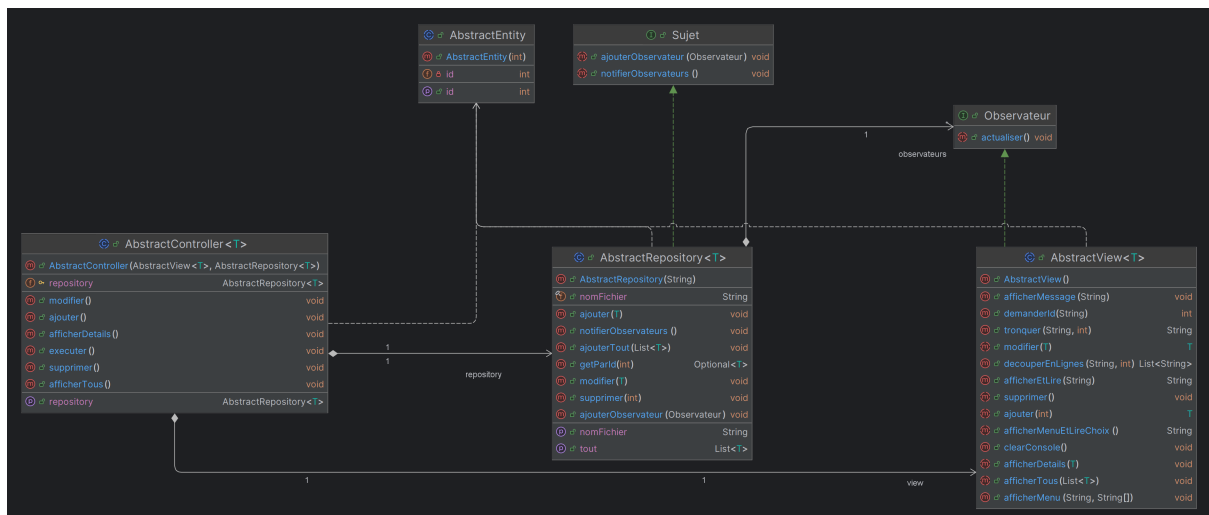 AbstractEntity
AbstractEntity(int)
id int
id int
Sujet
ajouterObservateur(Observateur) void
notifierObservateurs() void
Observateur
actualiser() void
1
observateurs
AbstractController<T>
AbstractController(AbstractView<T>, AbstractRepository<T>)
repository AbstractRepository<T>
modifier() void
ajouter() void
afficherDetails() void
executer() void
supprimer() void
afficherTous() void
repository AbstractRepository<T>
1
1
repository
AbstractRepository<T>
AbstractRepository(String)
nomFichier String
ajouter(T) void
notifierObservateurs() void
ajouterTout(List<T>) void
getParId(int) Optional<T>
modifier(T) void
supprimer(int) void
ajouterObservateur(Observateur) void
nomFichier String
tout List<T>
AbstractView<T>
AbstractView()
afficherMessage(String) void
demanderId(String) int
tronquer(String, int) String
modifier(T) T
decouperEnLignes(String, int) List<String>
afficherEtLire(String) String
supprimer() void
ajouter(int) T
afficherMenuEtLireChoix() String
clearConsole() void
afficherDetails(T) void
afficherTous(List<T>) void
afficherMenu(String, String[]) void
1
1
view